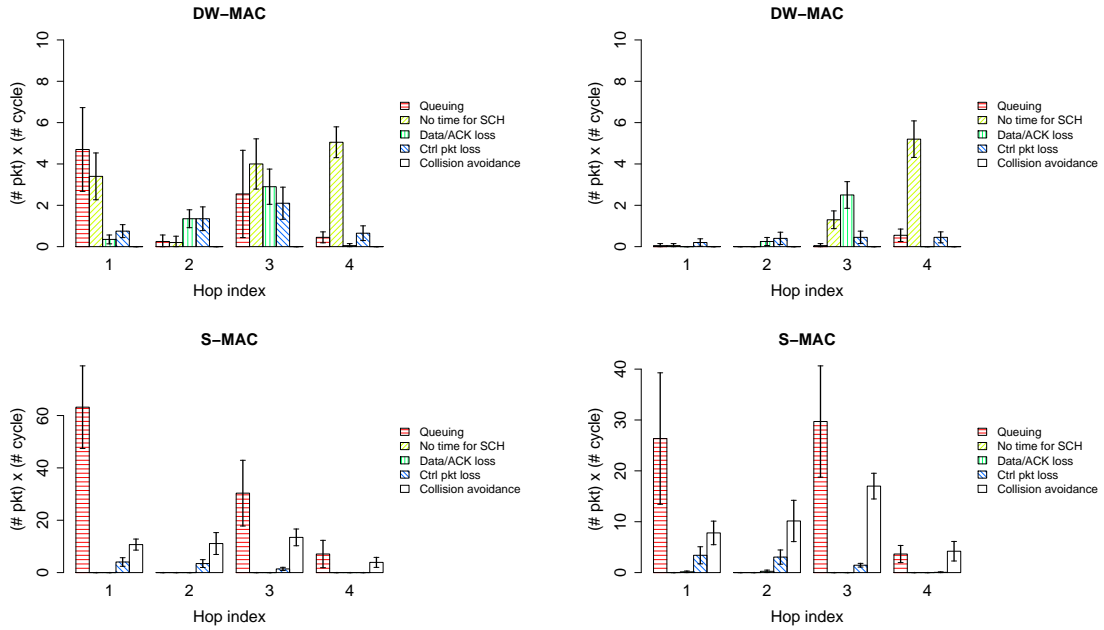 DW−MAC
(# pkt) x (# cycle)
10
8
6
4
2
0
Queuing
No time for SCH
Data/ACK loss
Ctrl pkt loss
Collision avoidance
1 2 3 4
Hop index
DW−MAC
(# pkt) x (# cycle)
10
8
6
4
2
0
Queuing
No time for SCH
Data/ACK loss
Ctrl pkt loss
Collision avoidance
1 2 3 4
Hop index
S−MAC
(# pkt) x (# cycle)
60
40
20
0
Queuing
No time for SCH
Data/ACK loss
Ctrl pkt loss
Collision avoidance
1 2 3 4
Hop index
S−MAC
(# pkt) x (# cycle)
40
30
20
10
0
Queuing
No time for SCH
Data/ACK loss
Ctrl pkt loss
Collision avoidance
1 2 3 4
Hop index